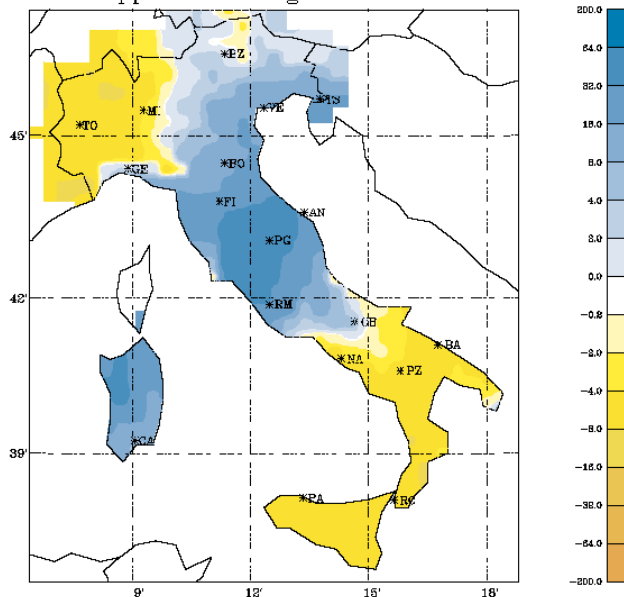 200.0
BZ
64.0
MI
VE
TS
32.0
TO
45'
16.0
GE
BO
8.0
FI
AN
4.0
PG
2.0
0.0
42'
RM
CB
-0.8
NA
BA
-2.0
PZ
-4.0
CA
39'
-8.0
PA
RC
-16.0
-32.0
-64.0
-200.0
9'
12'
15'
18'